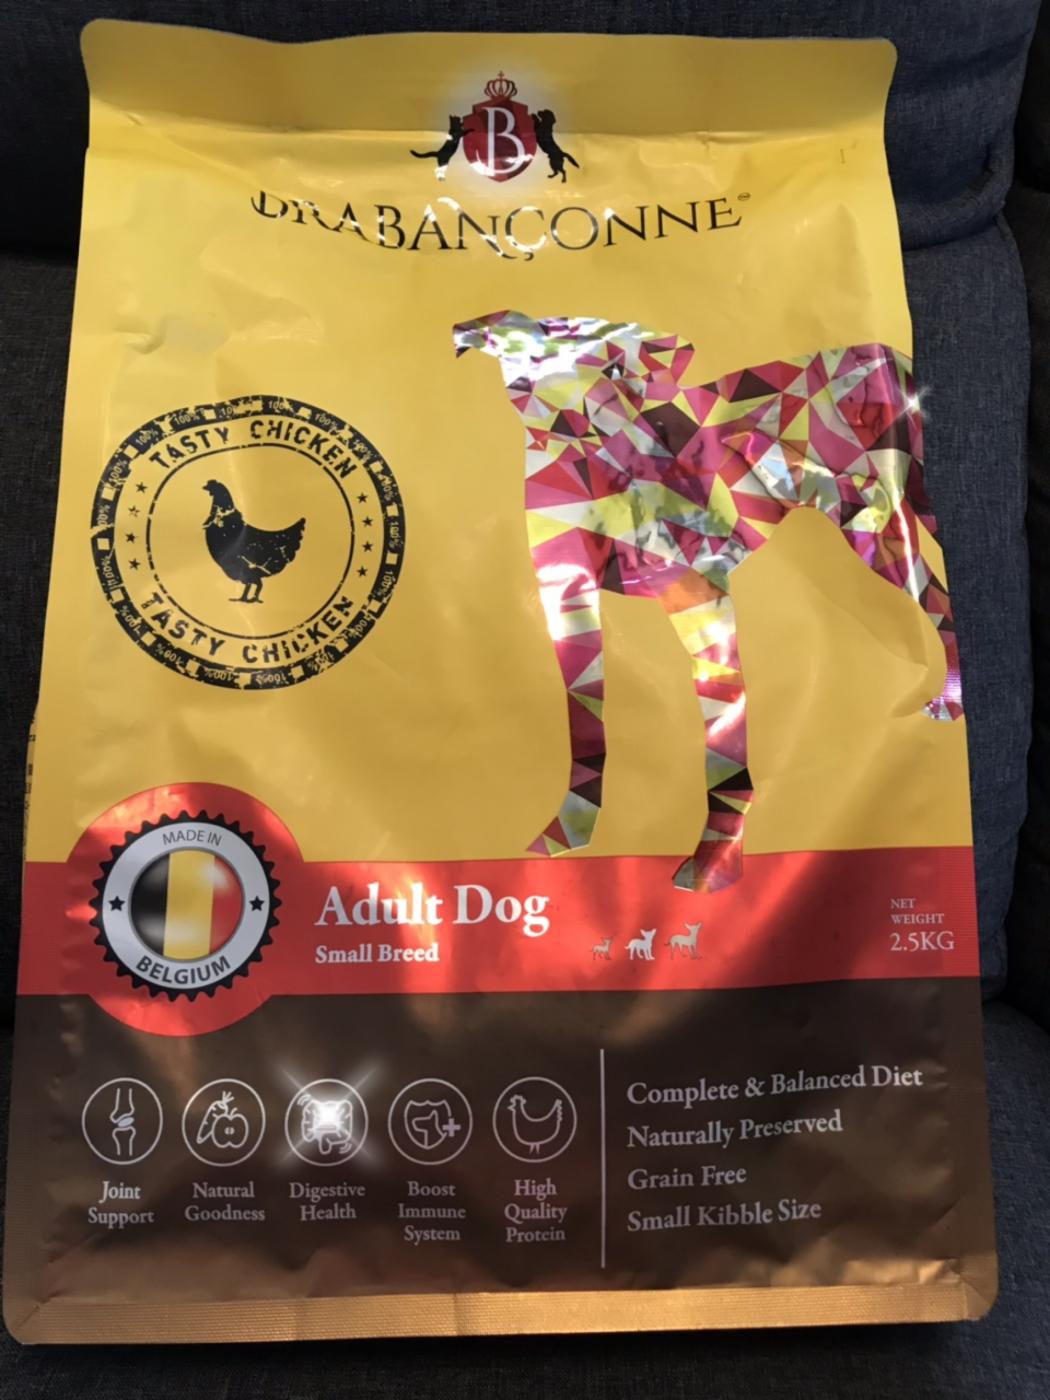 B
BRABANÇONNE
TASTY CHICKEN
TASTY CHICKEN
MADE IN
BELGIUM
Adult Dog
Small Breed
NET
WEIGHT
2.5KG
Joint
Support
Natural
Goodness
Digestive
Health
Boost
Immune
System
High
Quality
Protein
Complete & Balanced Diet
Naturally Preserved
Grain Free
Small Kibble Size